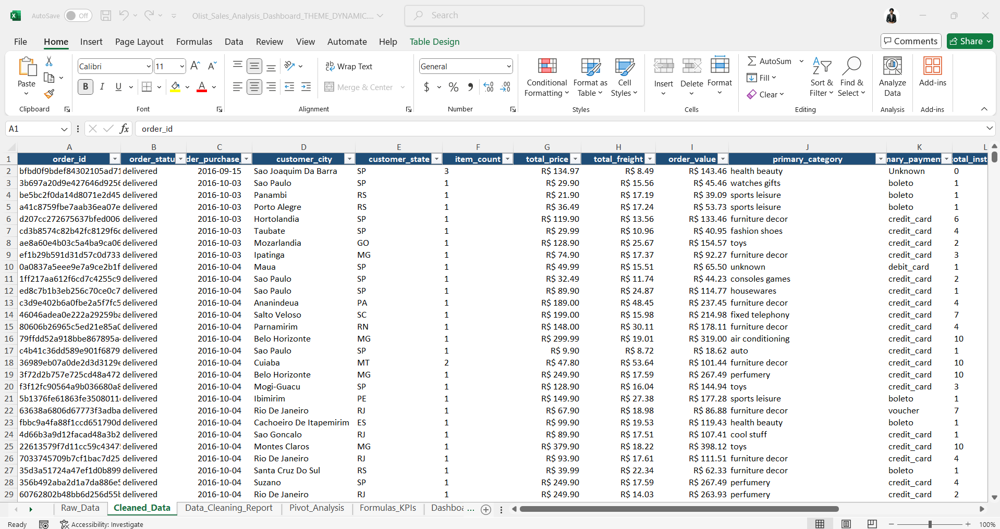 AutoSave Off Olist_Sales_Analysis_Dashboard_THEME_DYNAMIC.... Search
File Home Insert Page Layout Formulas Data Review View Automate Help Table Design Comments Share
Paste Calibri 11 Wrap Text General Conditional Formatting Format as Table Cell Styles Insert Delete Format AutoSum Sort & Filter Find & Select Analyze Data Add-ins
B I U A Merge & Center $ % Fill Clear
Clipboard Font Alignment Number Styles Cells Editing Analysis Add-ins
A1 fx order_id
A B C D E F G H I J K L
1 order_id order_statu der_purchase_ customer_city customer_state item_count total_price total_freight order_value primary_category mary_paymen total_inst
2 bfbd0f9bdef84302105ad71 delivered 2016-09-15 Sao Joaquim Da Barra SP 3 R$ 134.97 R$ 8.49 R$ 143.46 health beauty Unknown 0
3 3b697a20d9e427646d9256 delivered 2016-10-03 Sao Paulo SP 1 R$ 29.90 R$ 15.56 R$ 45.46 watches gifts boleto 1
4 be5bc2f0da14d8071e2d45 delivered 2016-10-03 Panambi RS 1 R$ 21.90 R$ 17.19 R$ 39.09 sports leisure boleto 1
5 a41c8759fbe7aab36ea07e delivered 2016-10-03 Porto Alegre RS 1 R$ 36.49 R$ 17.24 R$ 53.73 sports leisure boleto 1
6 d207cc272675637bfed006 delivered 2016-10-03 Hortolandia SP 1 R$ 119.90 R$ 13.56 R$ 133.46 furniture decor credit_card 6
7 cd3b8574c82b42fc8129f6c delivered 2016-10-03 Taubate SP 1 R$ 29.99 R$ 10.96 R$ 40.95 fashion shoes credit_card 4
8 ae8a60e4b03c5a4ba9ca06 delivered 2016-10-03 Mozarlandia GO 1 R$ 128.90 R$ 25.67 R$ 154.57 toys credit_card 2
9 ef1b29b591d31d57c0d733 delivered 2016-10-03 Ipatinga MG 1 R$ 74.90 R$ 17.37 R$ 92.27 furniture decor credit_card 3
10 0a0837a5eee9e7a9ce2b1f delivered 2016-10-04 Maua SP 1 R$ 49.99 R$ 15.51 R$ 65.50 unknown debit_card 1
11 1ff217aa612f6cd7c4255c9 delivered 2016-10-04 Sao Paulo SP 1 R$ 32.49 R$ 11.74 R$ 44.23 consoles games credit_card 2
12 ed8c7b1b3eb256c70ce0c7 delivered 2016-10-04 Sao Paulo SP 1 R$ 89.90 R$ 24.87 R$ 114.77 housewares credit_card 1
13 c3d9e402b6a0fbe2a5f7fc5 delivered 2016-10-04 Ananindeua PA 1 R$ 189.00 R$ 48.45 R$ 237.45 furniture decor credit_card 4
14 46046adea0e222a29259ba delivered 2016-10-04 Salto Veloso SC 1 R$ 199.00 R$ 15.98 R$ 214.98 fixed telephony credit_card 7
15 80606b26965c5ed21e85a0 delivered 2016-10-04 Parnamirim RN 1 R$ 148.00 R$ 30.11 R$ 178.11 furniture decor credit_card 4
16 79ffdd52a918bbe867895a delivered 2016-10-04 Belo Horizonte MG 1 R$ 299.99 R$ 19.01 R$ 319.00 air conditioning credit_card 10
17 c4b41c36dd589e901f6879 delivered 2016-10-04 Sao Paulo SP 1 R$ 9.90 R$ 8.72 R$ 18.62 auto credit_card 1
18 36989eb07a0de2d3d3129e delivered 2016-10-04 Cuiaba MT 2 R$ 47.80 R$ 53.64 R$ 101.44 furniture decor credit_card 10
19 3f72d2b757e725cd48a472 delivered 2016-10-04 Belo Horizonte MG 1 R$ 249.90 R$ 17.59 R$ 267.49 perfumery credit_card 10
20 f3f12fc90564a9b036680a8 delivered 2016-10-04 Mogi-Guacu SP 1 R$ 128.90 R$ 16.04 R$ 144.94 toys credit_card 3
21 5b1376fe61863fe3508011 delivered 2016-10-04 Ibimirim PE 1 R$ 149.90 R$ 27.38 R$ 177.28 sports leisure boleto 1
22 63638a6806d67773f3adba delivered 2016-10-04 Rio De Janeiro RJ 1 R$ 67.90 R$ 18.98 R$ 86.88 furniture decor voucher 7
23 fbbc9a4fa88f1ccd651790d delivered 2016-10-04 Cachoeiro De Itapemirim ES 1 R$ 99.90 R$ 19.53 R$ 119.43 health beauty boleto 1
24 4d66b3a9d12facad48a3b2 delivered 2016-10-04 Sao Goncalo RJ 1 R$ 89.90 R$ 17.51 R$ 107.41 cool stuff credit_card 1
25 22613579f7d11cc59c4347 delivered 2016-10-04 Montes Claros MG 1 R$ 379.90 R$ 18.22 R$ 398.12 toys credit_card 10
26 7033745709b7cf1bac7d25 delivered 2016-10-04 Rio De Janeiro RJ 1 R$ 93.90 R$ 17.61 R$ 111.51 furniture decor credit_card 4
27 35d3a51724a47ef1d0b899 delivered 2016-10-04 Santa Cruz Do Sul RS 1 R$ 39.99 R$ 22.34 R$ 62.33 furniture decor boleto 1
28 356b492aba2d1a7da886e5 delivered 2016-10-04 Suzano SP 1 R$ 249.90 R$ 17.59 R$ 267.49 perfumery credit_card 4
29 60762802b48bb6d256d55b delivered 2016-10-04 Rio De Janeiro RJ 1 R$ 249.90 R$ 14.03 R$ 263.93 perfumery credit_card 2
Raw_Data Cleaned_Data Data_Cleaning_Report Pivot_Analysis Formulas_KPIs Dashboa ...
Ready Accessibility: Investigate 100%